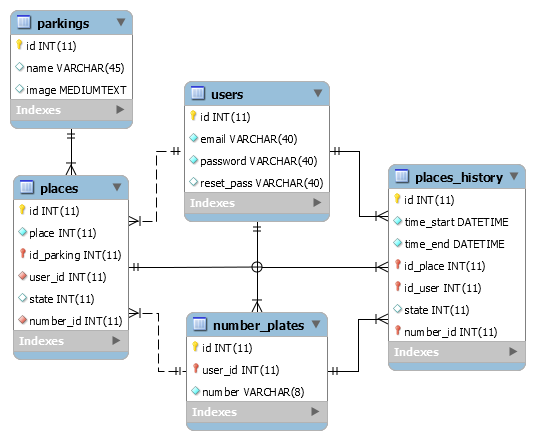 parkings
id INT(11)
name VARCHAR(45)
image MEDIUMTEXT
Indexes
users
id INT(11)
email VARCHAR(40)
password VARCHAR(40)
reset_pass VARCHAR(40)
Indexes
places
id INT(11)
place INT(11)
id_parking INT(11)
user_id INT(11)
state INT(11)
number_id INT(11)
Indexes
places_history
id INT(11)
time_start DATETIME
time_end DATETIME
id_place INT(11)
id_user INT(11)
state INT(11)
number_id INT(11)
Indexes
number_plates
id INT(11)
user_id INT(11)
number VARCHAR(8)
Indexes